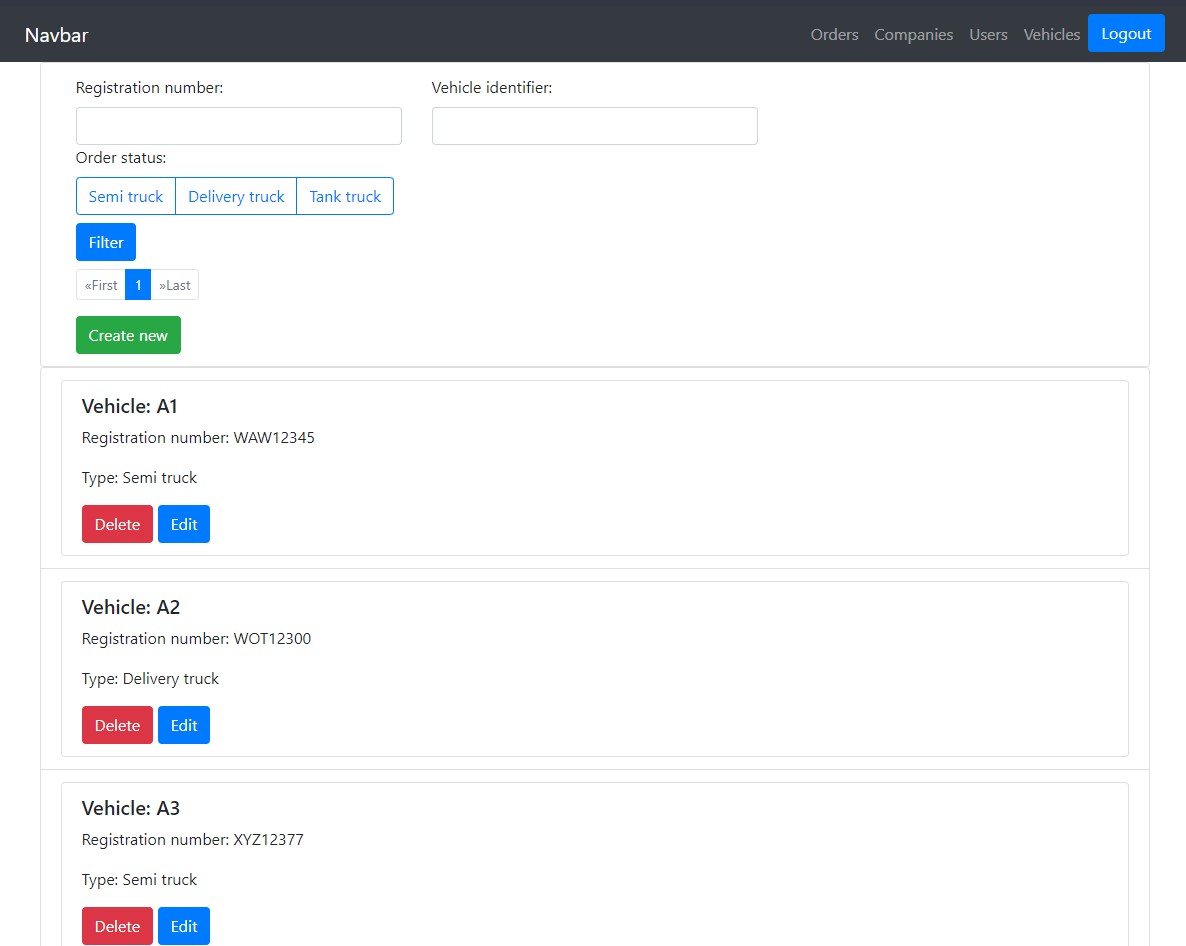 Navbar Orders Companies Users Vehicles Logout
Registration number: Vehicle identifier:
Order status:
Semi truck Delivery truck Tank truck
Filter
«First 1 »Last
Create new
Vehicle: A1
Registration number: WAW12345
Type: Semi truck
Delete Edit
Vehicle: A2
Registration number: WOT12300
Type: Delivery truck
Delete Edit
Vehicle: A3
Registration number: XYZ12377
Type: Semi truck
Delete Edit